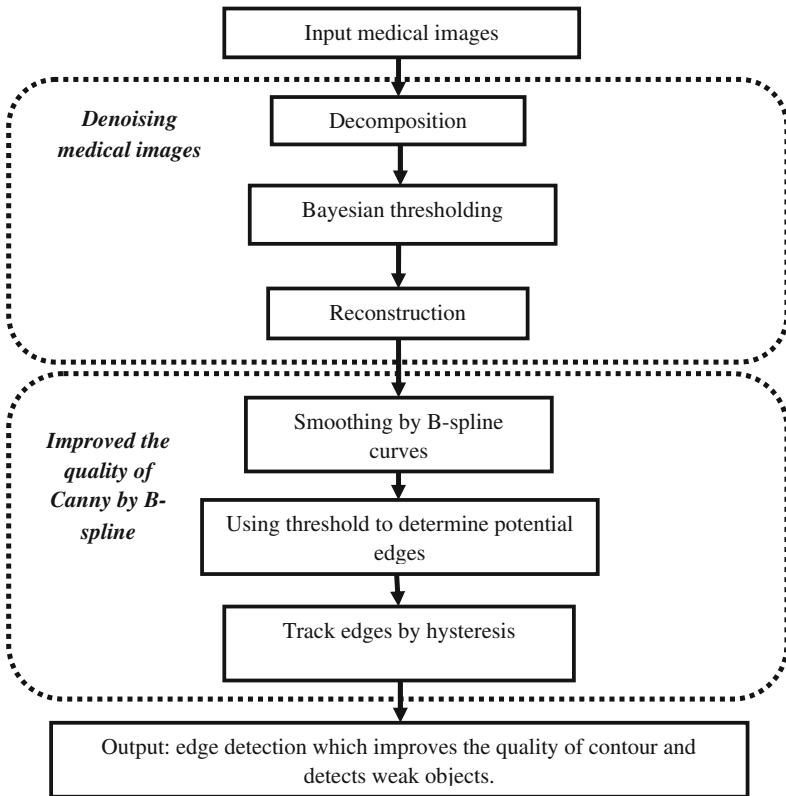 Input medical images
Denoising
medical images
Decomposition
Bayesian thresholding
Reconstruction
Improved the
quality of
Canny by B-
spline
Smoothing by B-spline
curves
Using threshold to determine potential
edges
Track edges by hysteresis
Output: edge detection which improves the quality of contour and
detects weak objects.